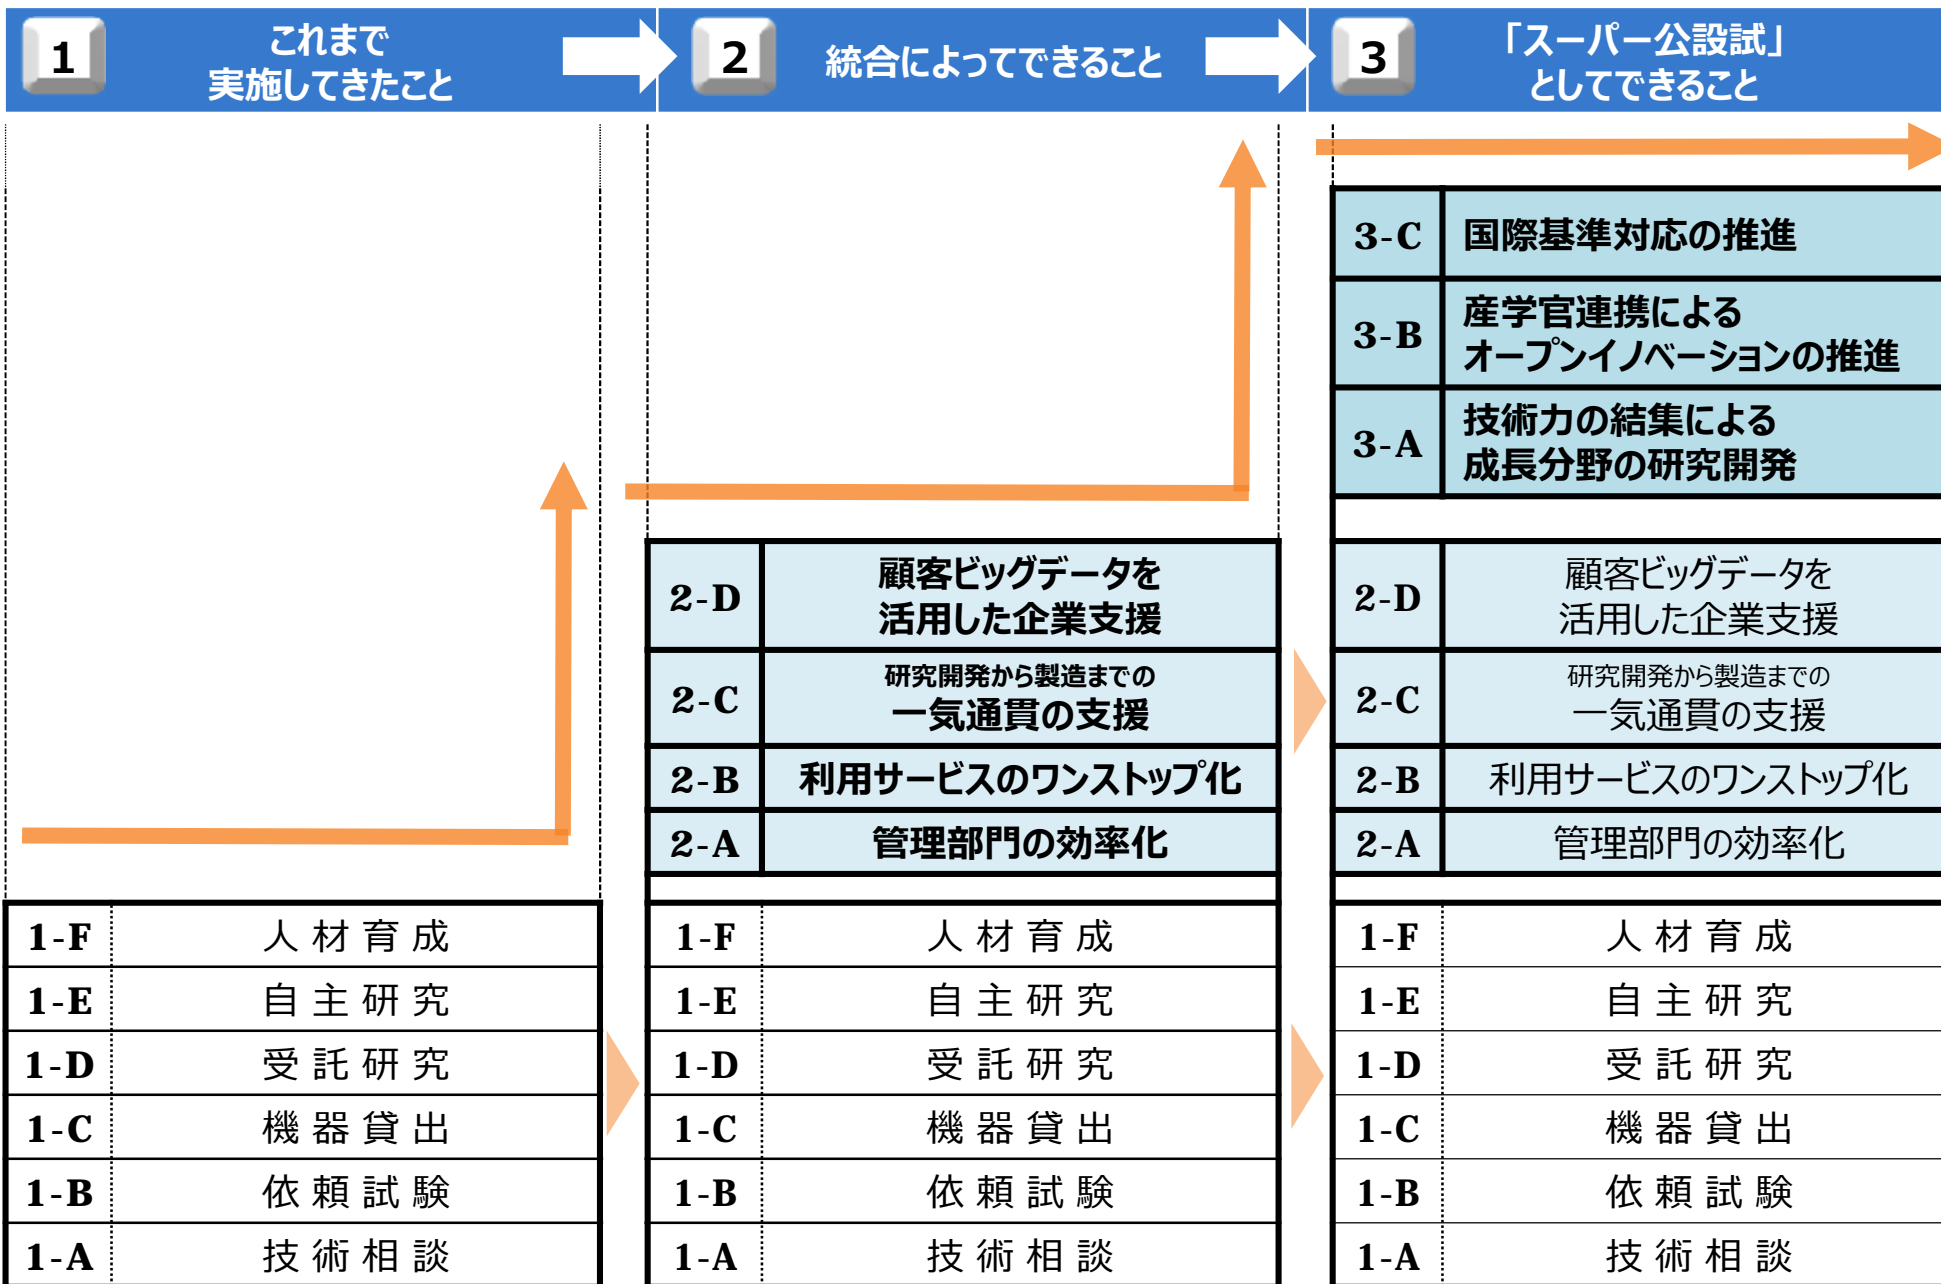 1
これまで
実施してきたこと
2
統合によってできること
3
「スーパー公設試」
としてできること
3-C 国際基準対応の推進
3-B 産学官連携による
オープンイノベーションの推進
3-A 技術力の結集による
成長分野の研究開発
2-D 顧客ビッグデータを
活用した企業支援
2-C 研究開発から製造までの
一気通貫の支援
2-B 利用サービスのワンストップ化
2-A 管理部門の効率化
2-D 顧客ビッグデータを
活用した企業支援
2-C 研究開発から製造までの
一気通貫の支援
2-B 利用サービスのワンストップ化
2-A 管理部門の効率化
1-F 人材育成
1-E 自主研究
1-D 受託研究
1-C 機器貸出
1-B 依頼試験
1-A 技術相談
1-F 人材育成
1-E 自主研究
1-D 受託研究
1-C 機器貸出
1-B 依頼試験
1-A 技術相談
1-F 人材育成
1-E 自主研究
1-D 受託研究
1-C 機器貸出
1-B 依頼試験
1-A 技術相談